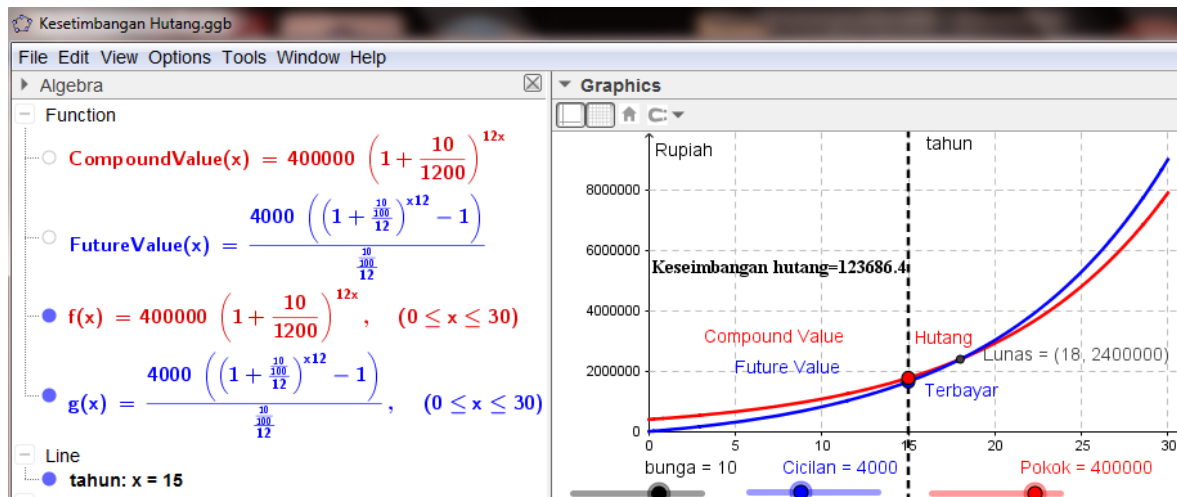 Kesetimbangan Hutang.ggb
File Edit View Options Tools Window Help
Algebra
Function
CompoundValue(x) = 400000 (1 + 10/1200)^12x
FutureValue(x) = 4000 ((1 + 10/100/12)^x12 − 1) / 10/100/12
f(x) = 400000 (1 + 10/1200)^12x, (0 ≤ x ≤ 30)
g(x) = 4000 ((1 + 10/100/12)^x12 − 1) / 10/100/12, (0 ≤ x ≤ 30)
Line
tahun: x = 15
Graphics
Rupiah
tahun
8000000
6000000
Keseimbangan hutang=123686.4
4000000
Compound Value
Hutang
Lunas = (18, 2400000)
Future Value
2000000
Terbayar
0
0 5 10 15 20 25 30
bunga = 10 Cicilan = 4000 Pokok = 400000